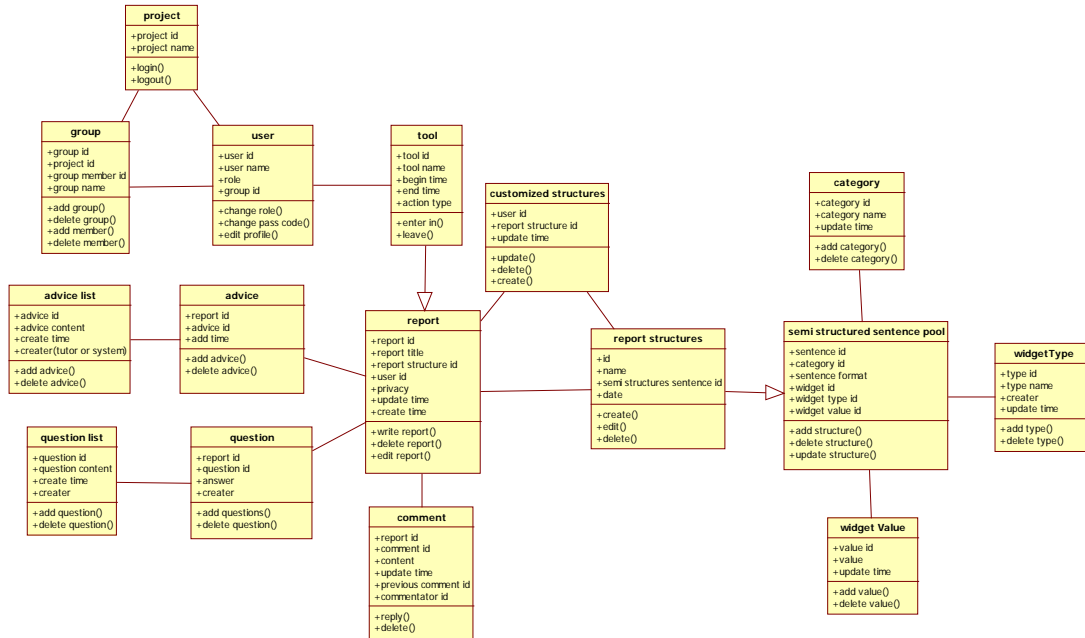 project
+project id
+project name
+login()
+logout()
group
+group id
+project id
+group member id
+group name
+add group()
+delete group()
+add member()
+delete member()
user
+user id
+user name
+role
+group id
+change role()
+change pass code()
+edit profile()
tool
+tool id
+tool name
+begin time
+end time
+action type
+enter in()
+leave()
customized structures
+user id
+report structure id
+update time
+update()
+delete()
+create()
category
+category id
+category name
+update time
+add category()
+delete category()
advice list
+advice id
+advice content
+create time
+creater(tutor or system)
+add advice()
+delete advice()
advice
+report id
+advice id
+add time
+add advice()
+delete advice()
report
+report id
+report title
+report structure id
+user id
+privacy
+update time
+create time
+write report()
+delete report()
+edit report()
report structures
+id
+name
+semi structures sentence id
+date
+create()
+edit()
+delete()
semi structured sentence pool
+sentence id
+category id
+sentence format
+widget id
+widget type id
+widget value id
+add structure()
+delete structure()
+update structure()
widgetType
+type id
+type name
+creater
+update time
+add type()
+delete type()
question list
+question id
+question content
+create time
+creater
+add question()
+delete question()
question
+report id
+question id
+answer
+creater
+add questions()
+delete question()
comment
+report id
+comment id
+content
+update time
+previous comment id
+commentator id
+reply()
+delete()
widget Value
+value id
+value
+update time
+add value()
+delete value()